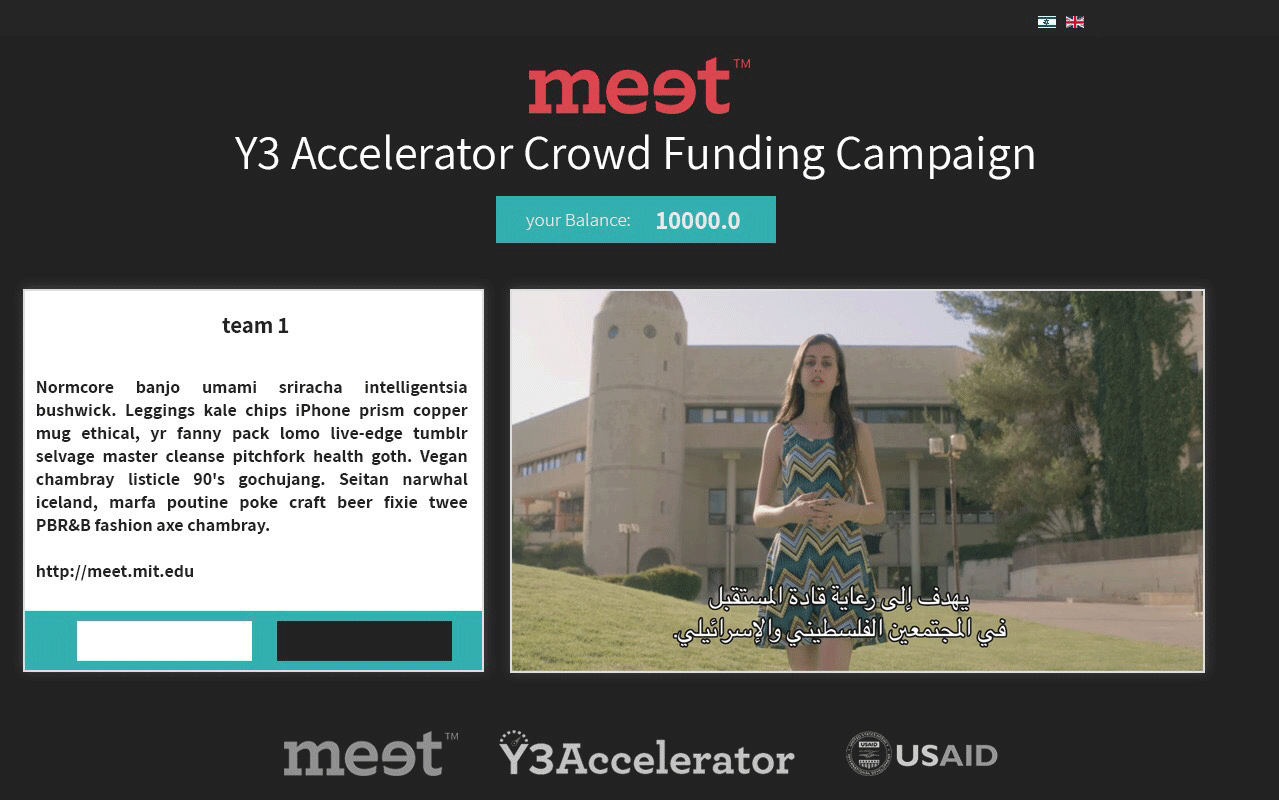 meet™
Y3 Accelerator Crowd Funding Campaign
your Balance: 10000.0
team 1
Normcore banjo umami sriracha intelligentsia
bushwick. Leggings kale chips iPhone prism copper
mug ethical, yr fanny pack lomo live-edge tumblr
selvage master cleanse pitchfork health goth. Vegan
chambray listicle 90's gochujang. Seitan narwhal
iceland, marfa poutine poke craft beer fixie twee
PBR&B fashion axe chambray.
http://meet.mit.edu
يهدف إلى رعاية قادة المستقبل
في المجتمعين الفلسطيني والإسرائيلي.
meet™
Y3Accelerator
USAID
USAID